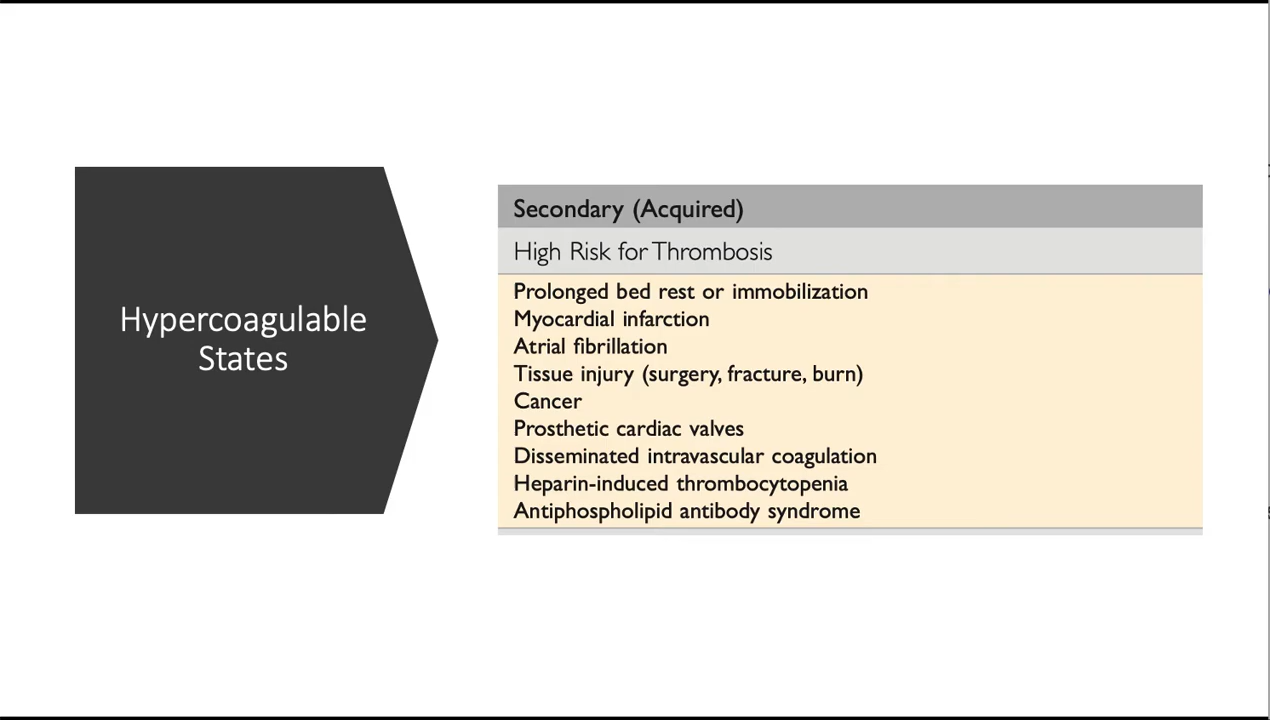 Hypercoagulable
States
Secondary (Acquired)
High Risk for Thrombosis
Prolonged bed rest or immobilization
Myocardial infarction
Atrial fibrillation
Tissue injury (surgery, fracture, burn)
Cancer
Prosthetic cardiac valves
Disseminated intravascular coagulation
Heparin-induced thrombocytopenia
Antiphospholipid antibody syndrome